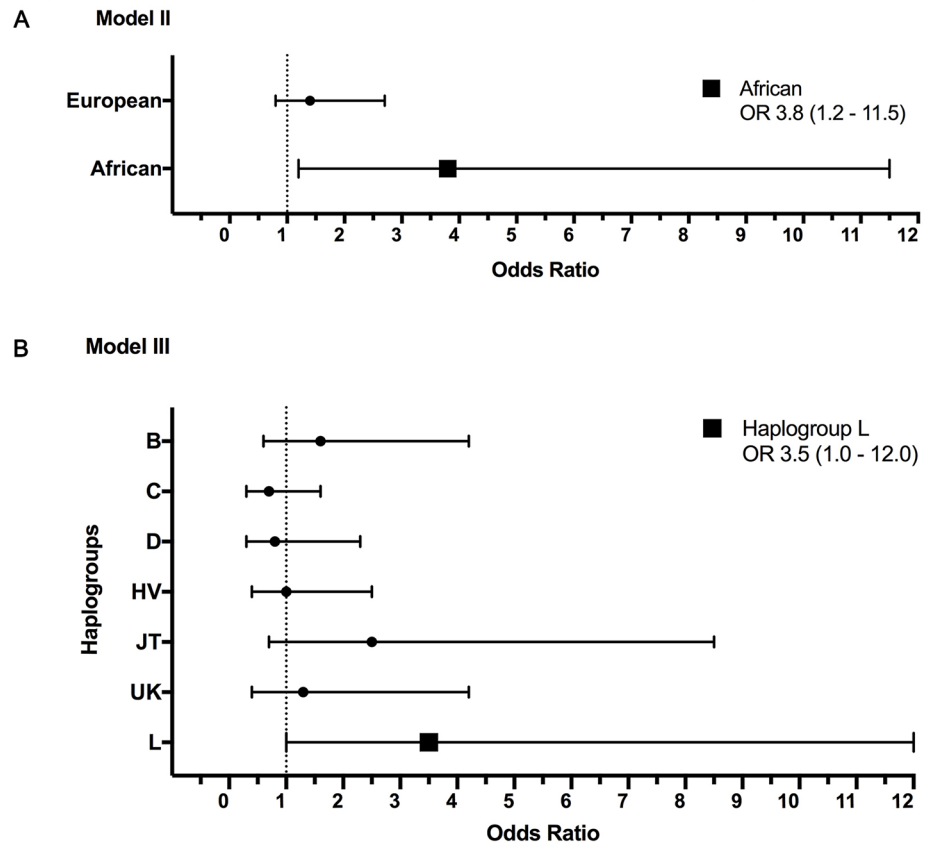 A Model II
European
African
African
OR 3.8 (1.2 - 11.5)
0 1 2 3 4 5 6 7 8 9 10 11 12
Odds Ratio
B Model III
Haplogroups
B
C
D
HV
JT
UK
L
Haplogroup L
OR 3.5 (1.0 - 12.0)
0 1 2 3 4 5 6 7 8 9 10 11 12
Odds Ratio